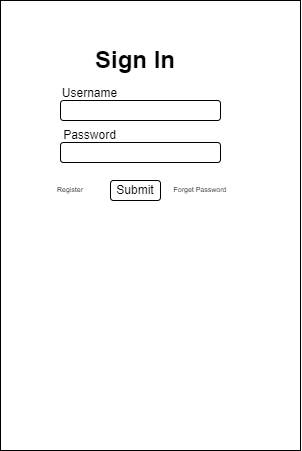 Sign In
Username
Password
Register Submit Forget Password